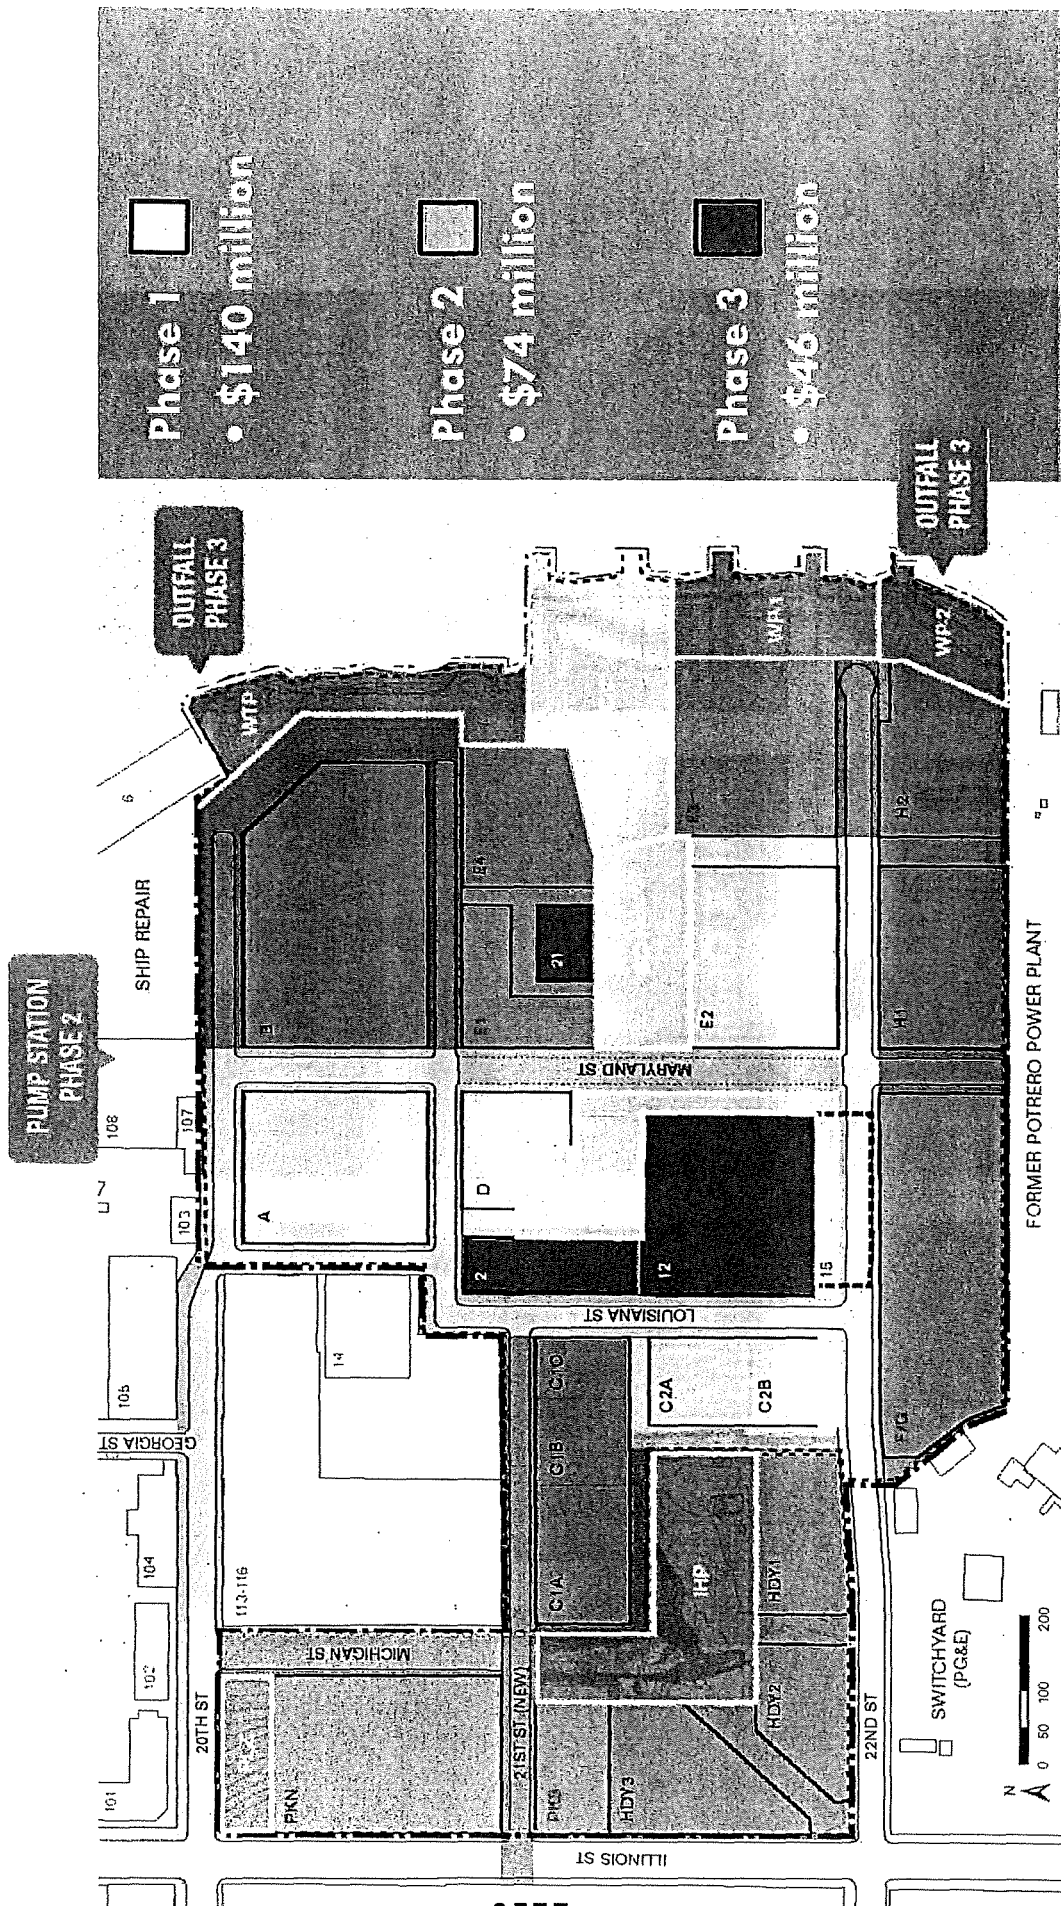 Phase 1
• $140 million
Phase 2
• $74 million
Phase 3
• $46 million
PUMP STATION
PHASE 2
OUTFALL
PHASE 3
OUTFALL
PHASE 3
SHIP REPAIR
6
108
107
103
7
105
GEORGIA ST
104
102
101
20TH ST
113-116
14
MICHIGAN ST
PKN
21ST ST (NEW)
ILLINOIS ST
A
B
WTP
E4
E1
21
E2
E3
WP1
WP2
MARYLAND ST
D
2
12
15
LOUISIANA ST
C1A
C1B
C1C
C2A
C2B
IHP
HDY1
HDY2
HDY3
PKS
22ND ST
F/G
H1
H2
FORMER POTRERO POWER PLANT
SWITCHYARD
(PG&E)
N
0 50 100 200